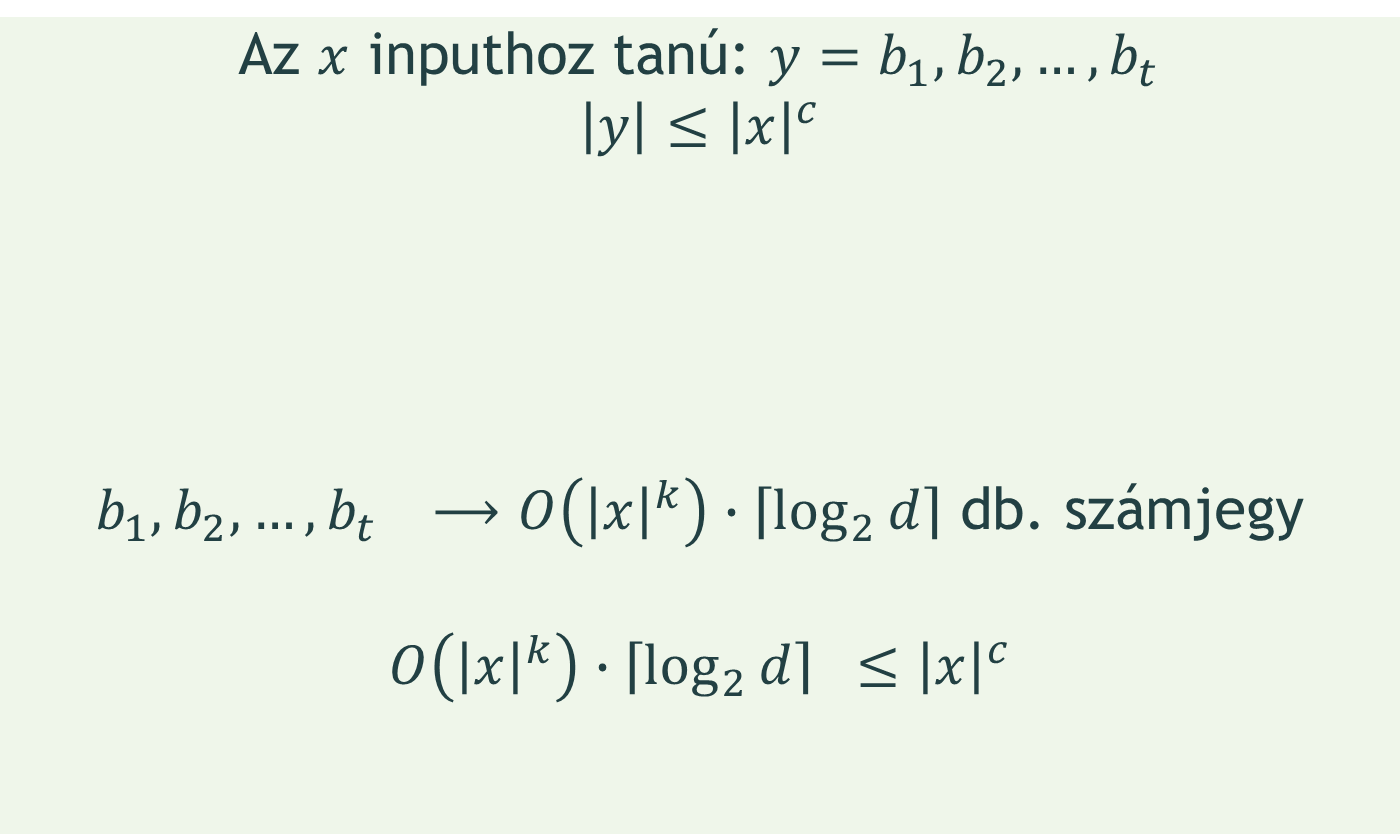 Az x inputhoz tanú: y = b₁, b₂, … , bₜ
|y| ≤ |x|ᶜ
b₁, b₂, … , bₜ ⟶ O(|x|ᵏ) · ⌈log₂ d⌉ db. számjegy
O(|x|ᵏ) · ⌈log₂ d⌉ ≤ |x|ᶜ